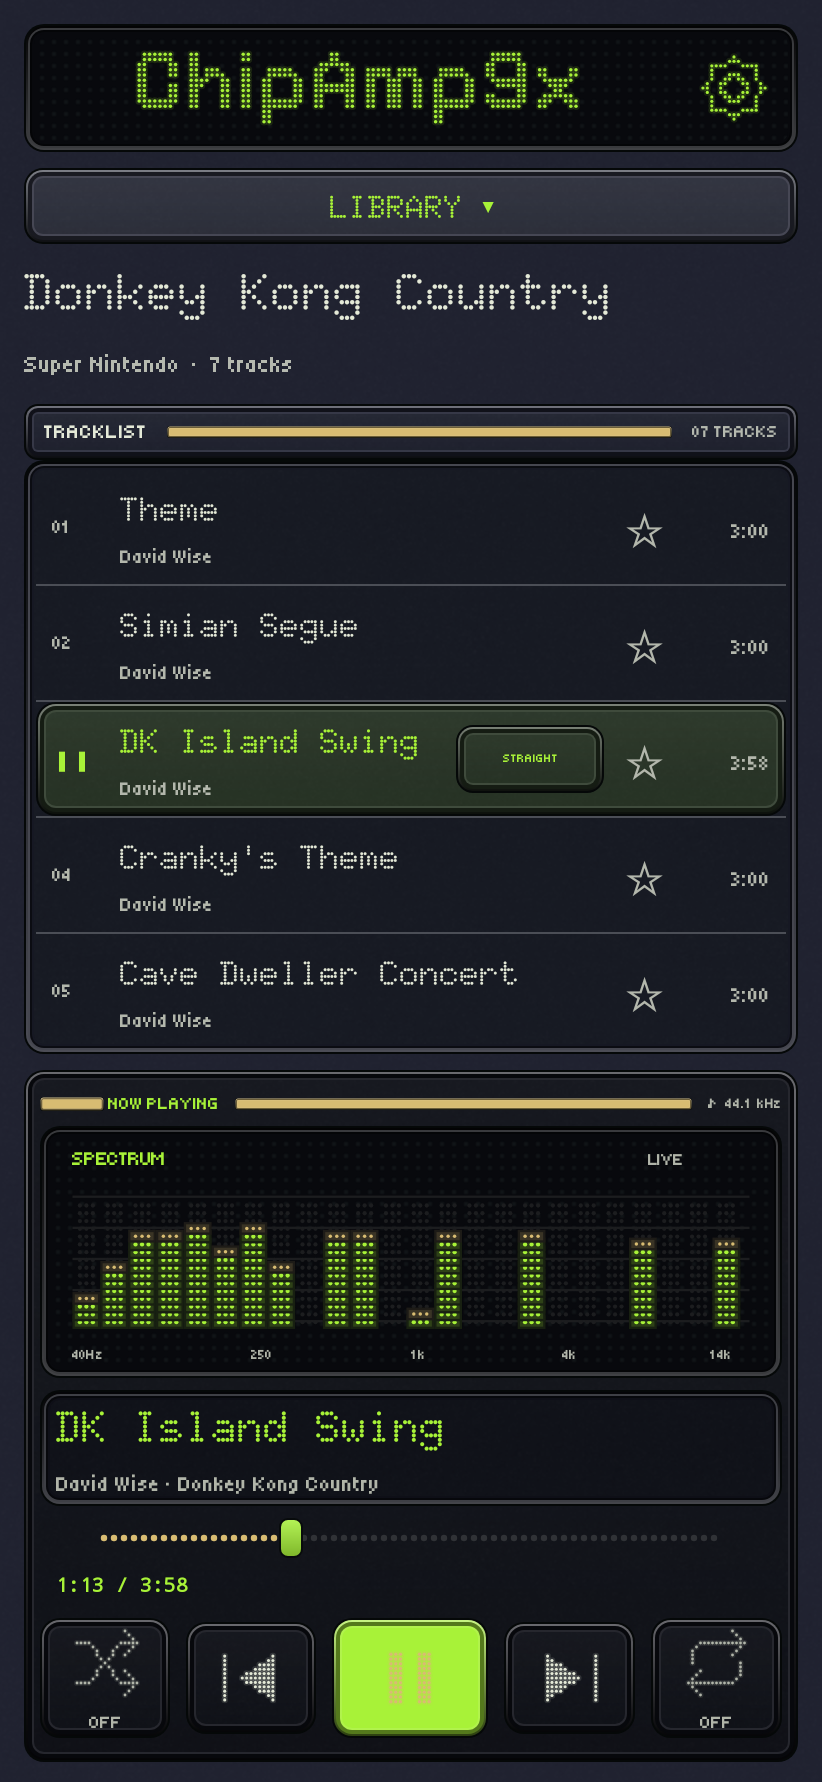 ChipAmp9x
LIBRARY ▼
Donkey Kong Country
Super Nintendo · 7 tracks
TRACKLIST 07 TRACKS
01 Theme 3:00
David Wise
02 Simian Segue 3:00
David Wise
DK Island Swing STRAIGHT 3:58
David Wise
04 Cranky's Theme 3:00
David Wise
05 Cave Dweller Concert 3:00
David Wise
NOW PLAYING ♪ 44.1 kHz
SPECTRUM LIVE
40Hz 250 1k 4k 14k
DK Island Swing
David Wise · Donkey Kong Country
1:13 / 3:58
OFF OFF